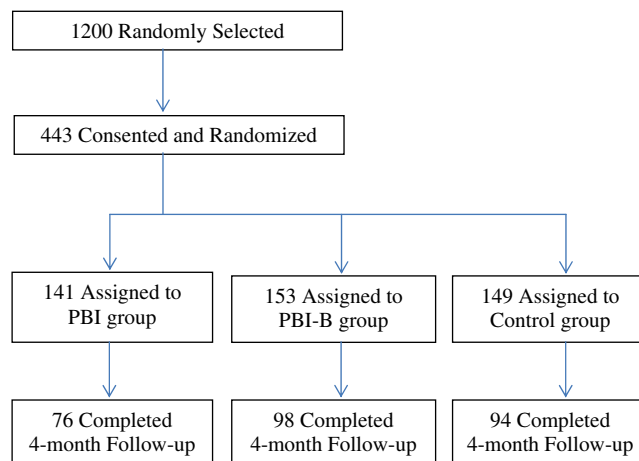 1200 Randomly Selected
443 Consented and Randomized
141 Assigned to
PBI group
153 Assigned to
PBI-B group
149 Assigned to
Control group
76 Completed
4-month Follow-up
98 Completed
4-month Follow-up
94 Completed
4-month Follow-up